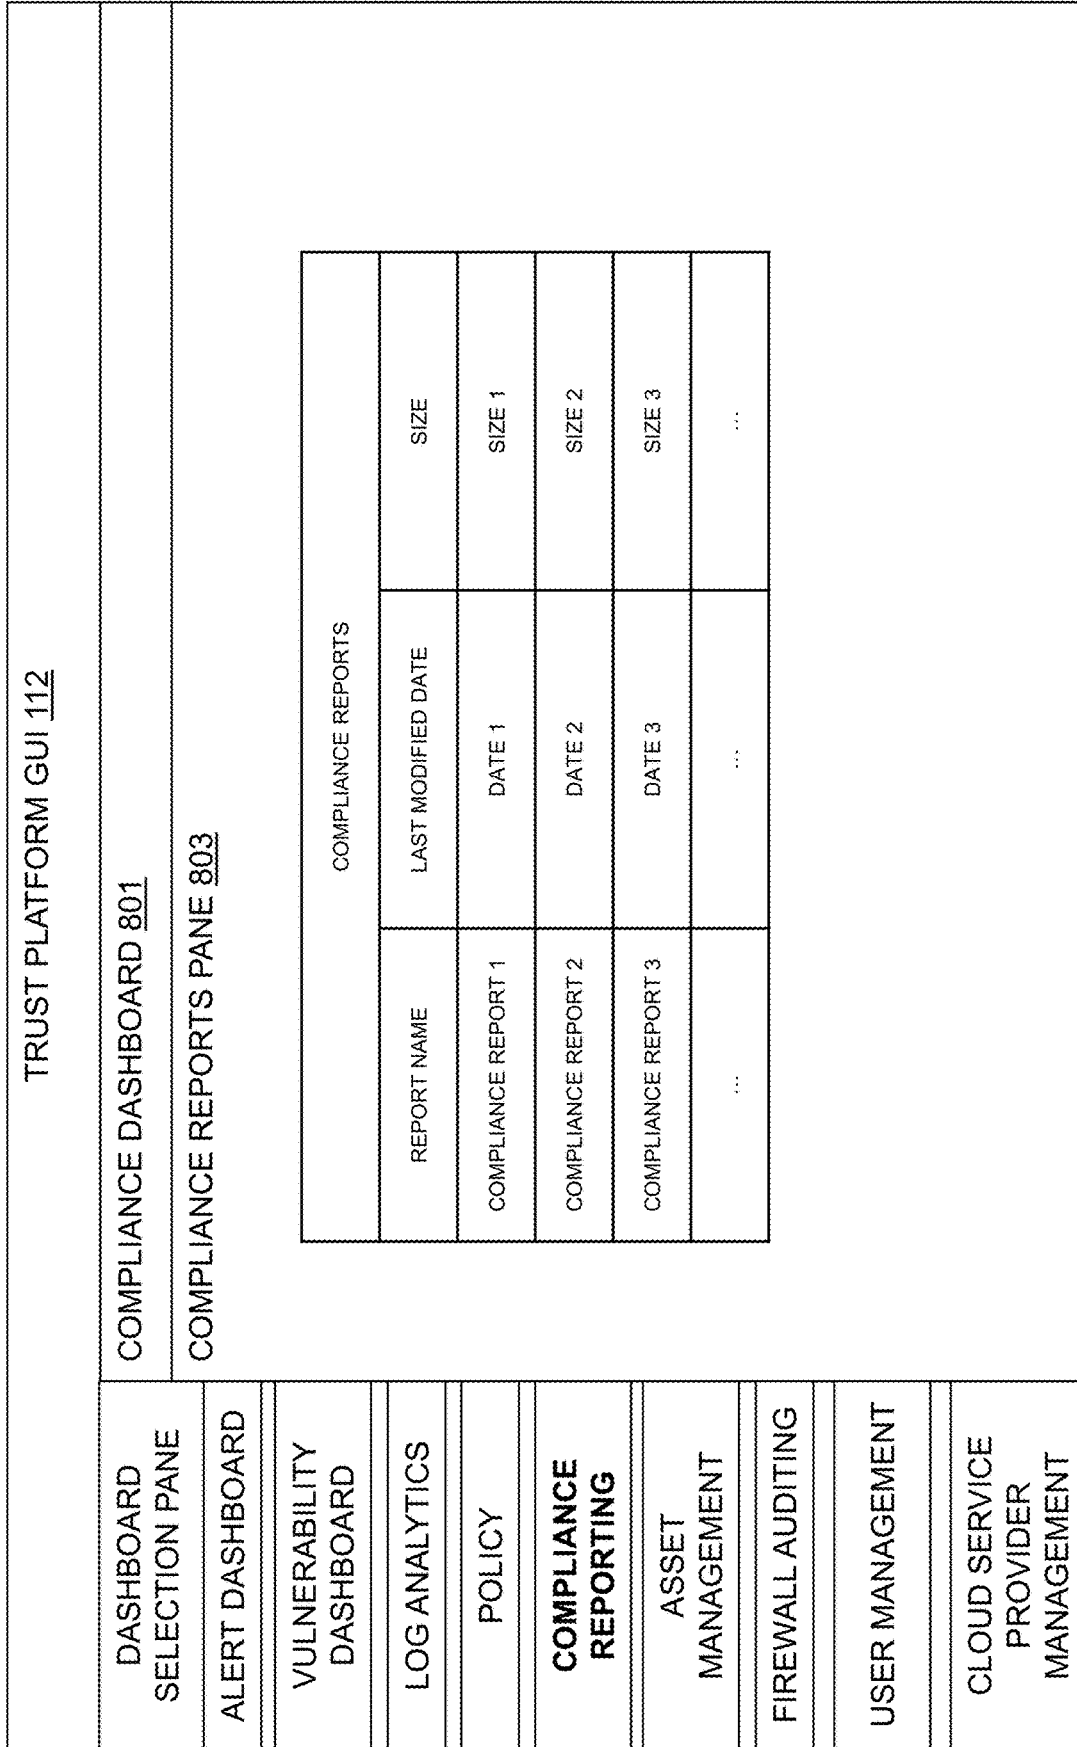 TRUST PLATFORM GUI 112
DASHBOARD
SELECTION PANE
ALERT DASHBOARD
VULNERABILITY
DASHBOARD
LOG ANALYTICS
POLICY
COMPLIANCE
REPORTING
ASSET
MANAGEMENT
FIREWALL AUDITING
USER MANAGEMENT
CLOUD SERVICE
PROVIDER
MANAGEMENT
COMPLIANCE DASHBOARD 801
COMPLIANCE REPORTS PANE 803
COMPLIANCE REPORTS
REPORT NAME LAST MODIFIED DATE SIZE
COMPLIANCE REPORT 1 DATE 1 SIZE 1
COMPLIANCE REPORT 2 DATE 2 SIZE 2
COMPLIANCE REPORT 3 DATE 3 SIZE 3
... ... ...